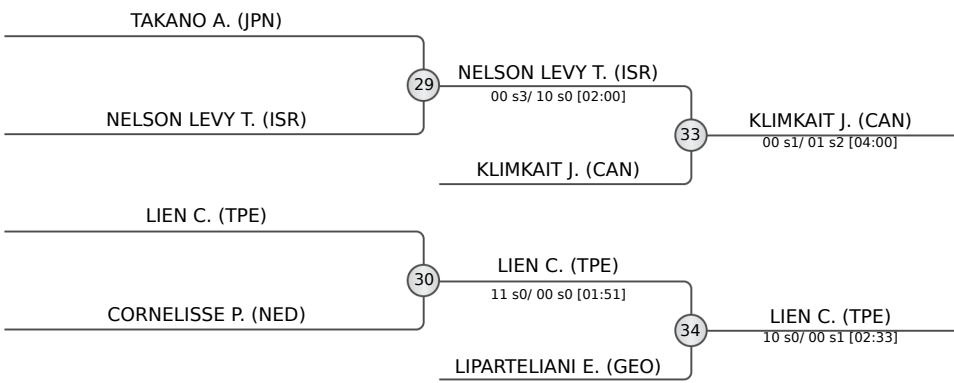 TAKANO A. (JPN)
29
NELSON LEVY T. (ISR)
NELSON LEVY T. (ISR)
00 s3/ 10 s0 [02:00]
33
KLIMKAIT J. (CAN)
KLIMKAIT J. (CAN)
00 s1/ 01 s2 [04:00]
LIEN C. (TPE)
30
CORNELISSE P. (NED)
LIEN C. (TPE)
11 s0/ 00 s0 [01:51]
34
LIPARTELIANI E. (GEO)
LIEN C. (TPE)
10 s0/ 00 s1 [02:33]